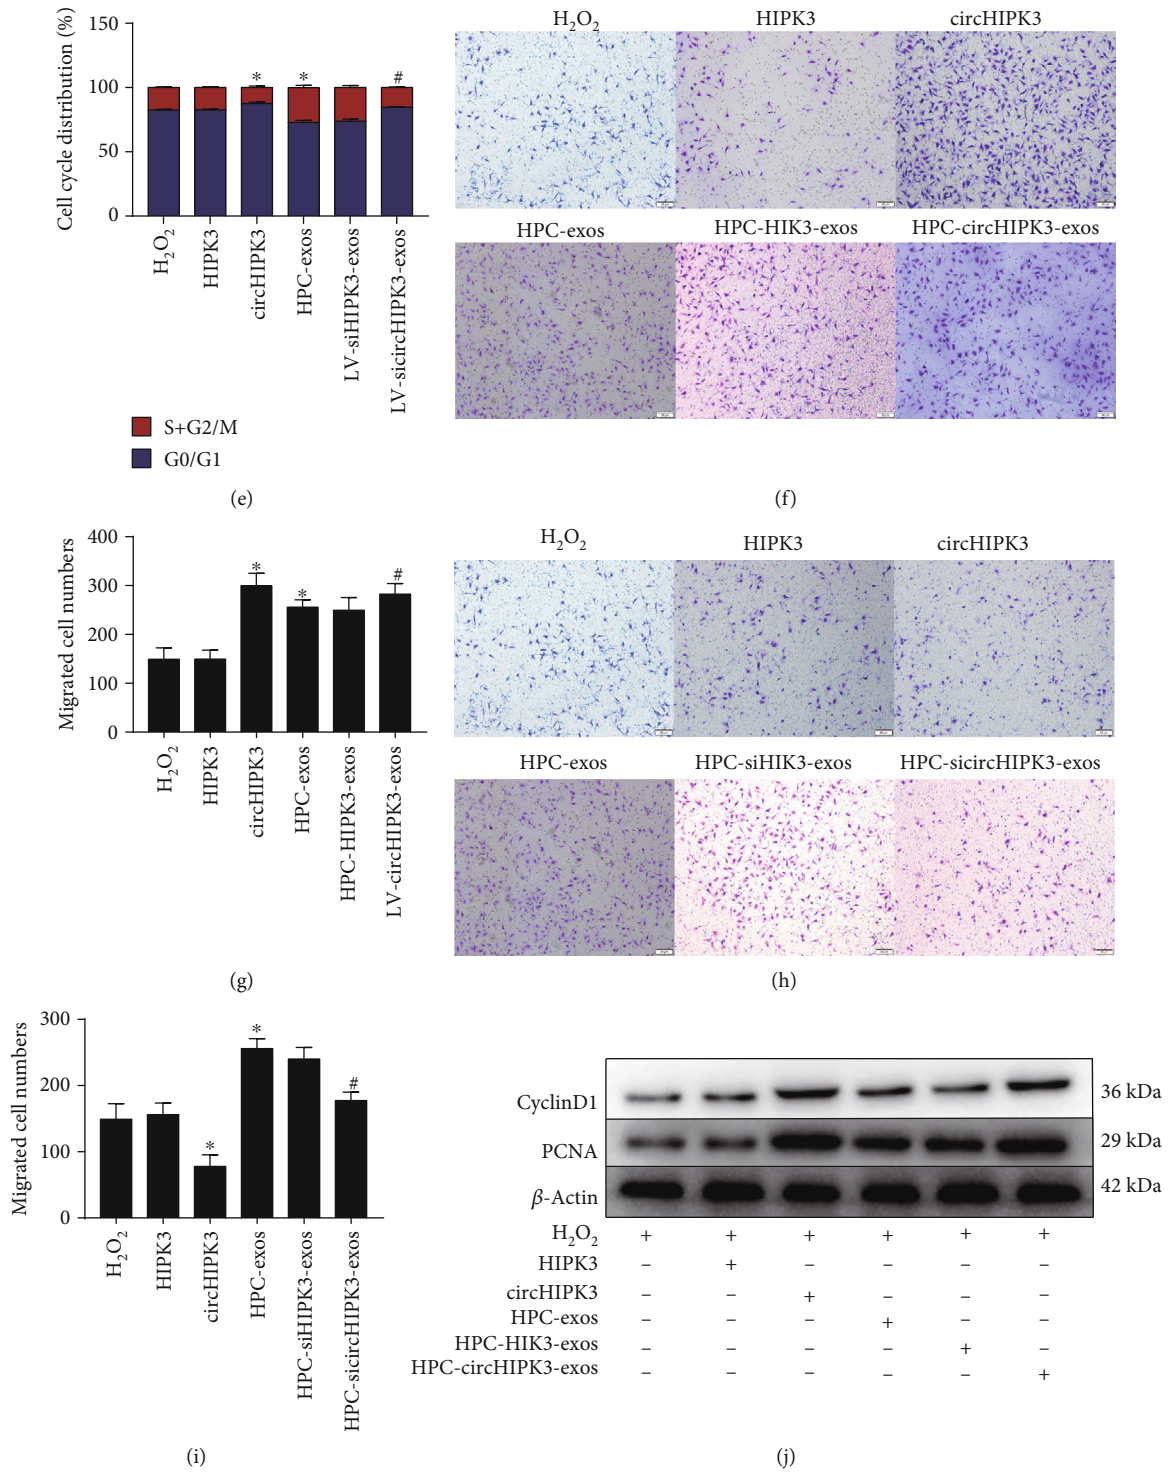 Cell cycle distribution (%)
150
100
50
0
* * #
H₂O₂
HIPK3
circHIPK3
HPC-exos
LV-siHIPK3-exos
LV-sicircHIPK3-exos
S+G2/M
G0/G1
(e)
H₂O₂ HIPK3 circHIPK3
HPC-exos HPC-HIK3-exos HPC-circHIPK3-exos
(f)
Migrated cell numbers
400
300
200
100
0
* * #
H₂O₂
HIPK3
circHIPK3
HPC-exos
HPC-HIPK3-exos
LV-circHIPK3-exos
(g)
H₂O₂ HIPK3 circHIPK3
HPC-exos HPC-siHIK3-exos HPC-sicircHIPK3-exos
(h)
Migrated cell numbers
300
200
100
0
* * #
H₂O₂
HIPK3
circHIPK3
HPC-exos
HPC-siHIPK3-exos
HPC-sicircHIPK3-exos
(i)
CyclinD1 36 kDa
PCNA 29 kDa
β-Actin 42 kDa
H₂O₂ + + + + + +
HIPK3 – + – – – –
circHIPK3 – – + – – –
HPC-exos – – – + – –
HPC-HIK3-exos – – – – + –
HPC-circHIPK3-exos – – – – – +
(j)